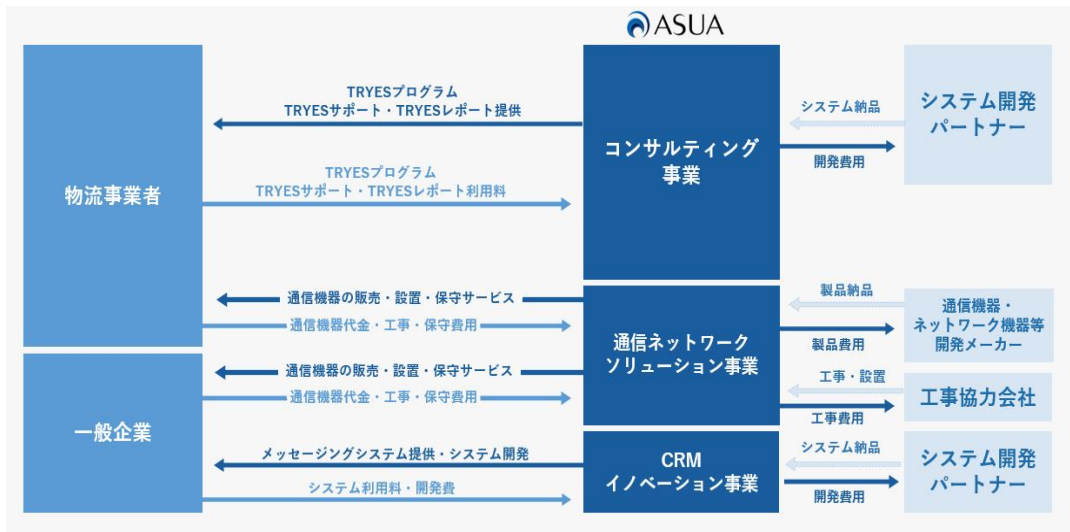 ASUA
物流事業者
一般企業
TRYESプログラム
TRYESサポート・TRYESレポート提供
TRYESプログラム
TRYESサポート・TRYESレポート利用料
通信機器の販売・設置・保守サービス
通信機器代金・工事・保守費用
通信機器の販売・設置・保守サービス
通信機器代金・工事・保守費用
メッセージングシステム提供・システム開発
システム利用料・開発費
コンサルティング
事業
通信ネットワーク
ソリューション事業
CRM
イノベーション事業
システム納品
開発費用
製品納品
製品費用
工事・設置
工事費用
システム納品
開発費用
システム開発
パートナー
通信機器・
ネットワーク機器等
開発メーカー
工事協力会社
システム開発
パートナー